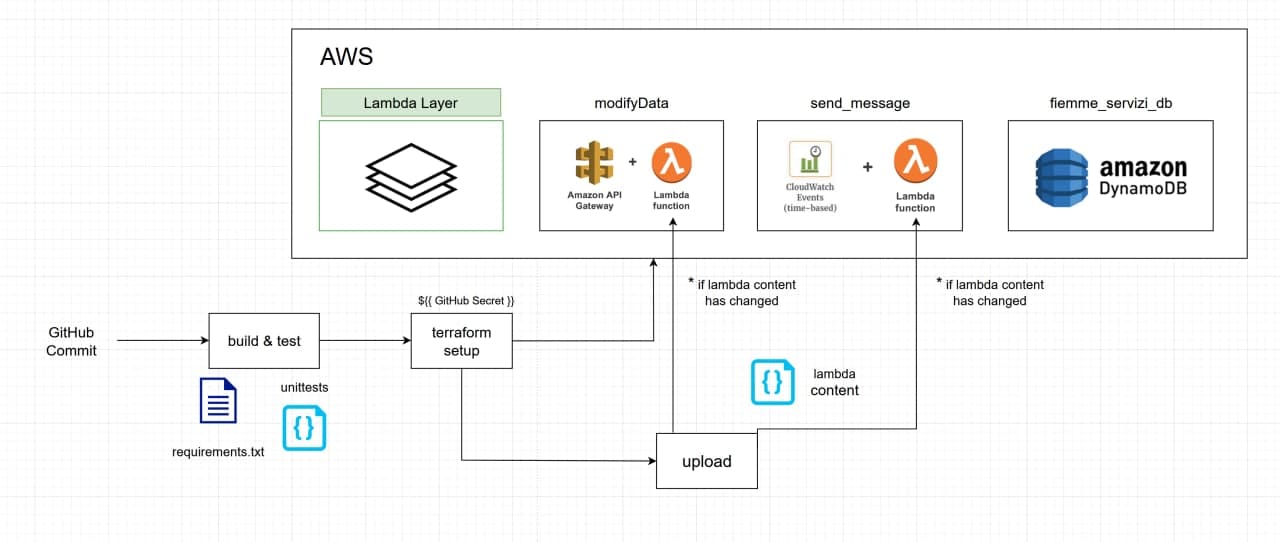 AWS
Lambda Layer
modifyData
send_message
fiemme_servizi_db
+
Amazon API
Gateway
λ
Lambda
function
CloudWatch
Events
(time-based)
+
λ
Lambda
function
amazon
DynamoDB
* if lambda content
has changed
* if lambda content
has changed
${{ GitHub Secret }}
GitHub
Commit
build & test
terraform
setup
unittests
{}
requirements.txt
{}
lambda
content
upload